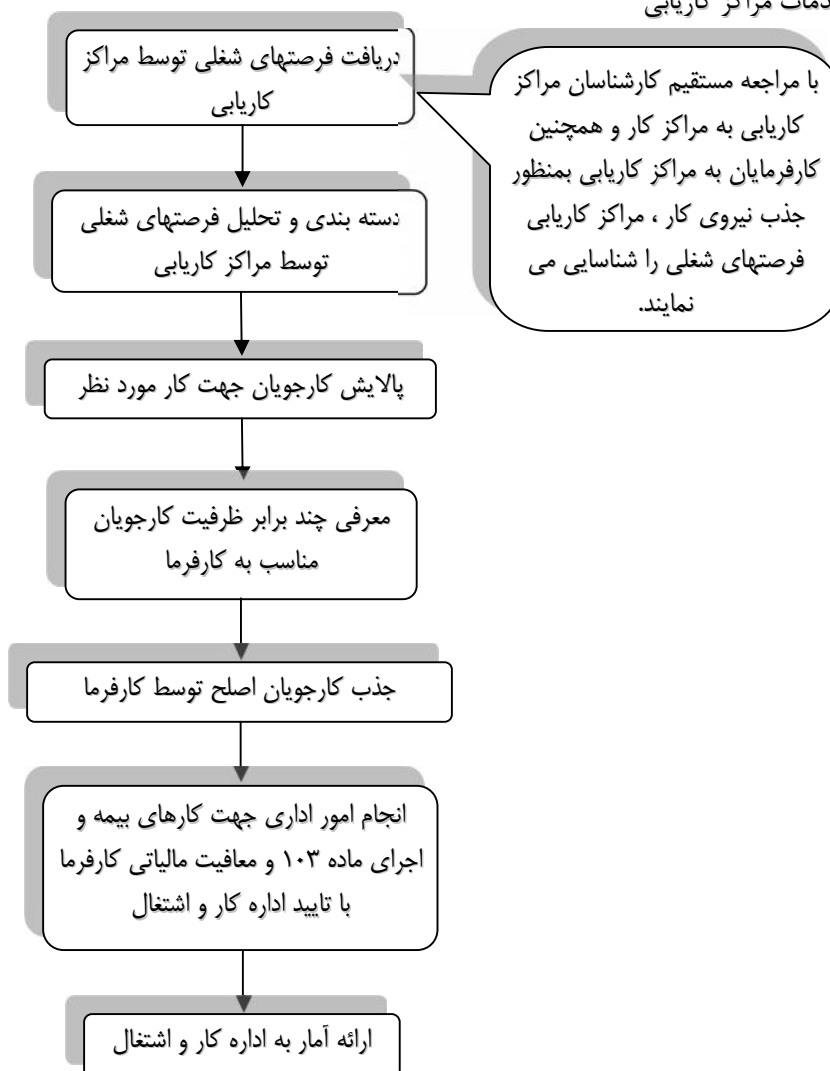 مراکز کاریابی
دریافت فرصتهای شغلی توسط مراکز
کاریابی
با مراجعه مستقیم کارشناسان مراکز
کاریابی به مراکز کار و همچنین
کارفرمایان به مراکز کاریابی بمنظور
جذب نیروی کار ، مراکز کاریابی
فرصتهای شغلی را شناسایی می
نمایند.
دسته بندی و تحلیل فرصتهای شغلی
توسط مراکز کاریابی
پالایش کارجویان جهت کار مورد نظر
معرفی چند برابر ظرفیت کارجویان
مناسب به کارفرما
جذب کارجویان اصلح توسط کارفرما
انجام امور اداری جهت کارهای بیمه و
اجرای ماده ۱۰۳ و معافیت مالیاتی کارفرما
با تایید اداره کار و اشتغال
ارائه آمار به اداره کار و اشتغال